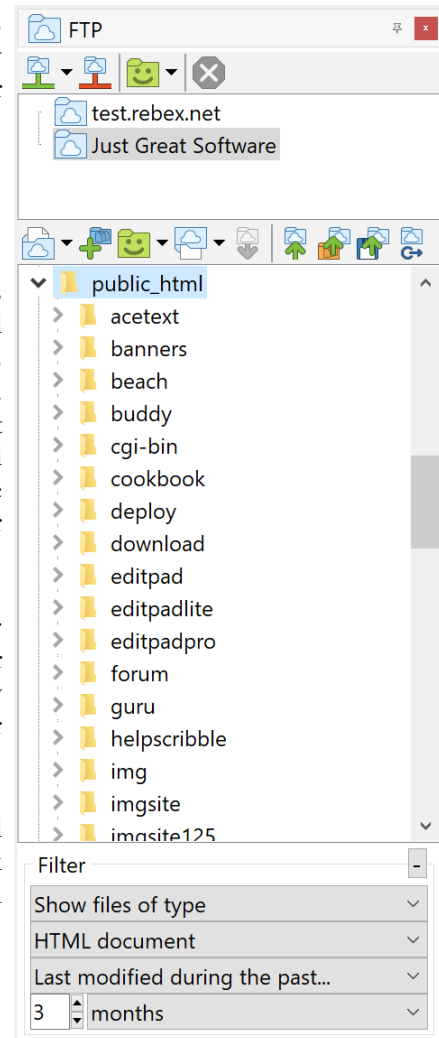 FTP
test.rebex.net
Just Great Software
public_html
acetext
banners
beach
buddy
cgi-bin
cookbook
deploy
download
editpad
editpadlite
editpadpro
forum
guru
helpscribble
img
imgsite
imgsite125
Filter
Show files of type
HTML document
Last modified during the past...
3 months